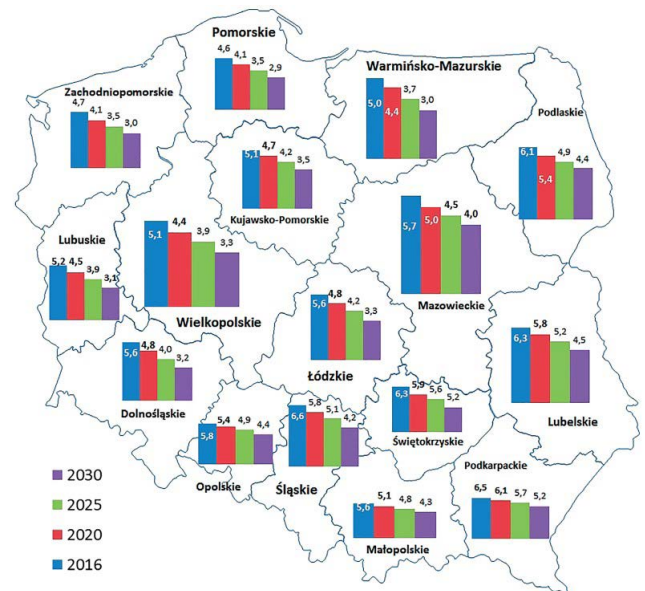 Pomorskie
4,6 4,1 3,5 2,9
Warmińsko-Mazurskie
5,0 4,4 3,7 3,0
Zachodniopomorskie
4,7 4,1 3,5 3,0
Podlaskie
6,1 5,4 4,9 4,4
5,1 4,7 4,2 3,5
Kujawsko-Pomorskie
5,7 5,0 4,5 4,0
Mazowieckie
Lubuskie
5,2 4,5 3,9 3,1
5,1 4,4 3,9 3,3
Wielkopolskie
5,6 4,8 4,2 3,3
Łódzkie
6,3 5,8 5,2 4,5
Lubelskie
5,6 4,8 4,0 3,2
Dolnośląskie
6,3 5,9 5,6 5,2
Świętokrzyskie
5,8 5,4 4,9 4,4
Opolskie
6,6 5,8 5,1 4,2
Śląskie
Podkarpackie
6,5 6,1 5,7 5,2
5,6 5,1 4,8 4,3
Małopolskie
2030
2025
2020
2016